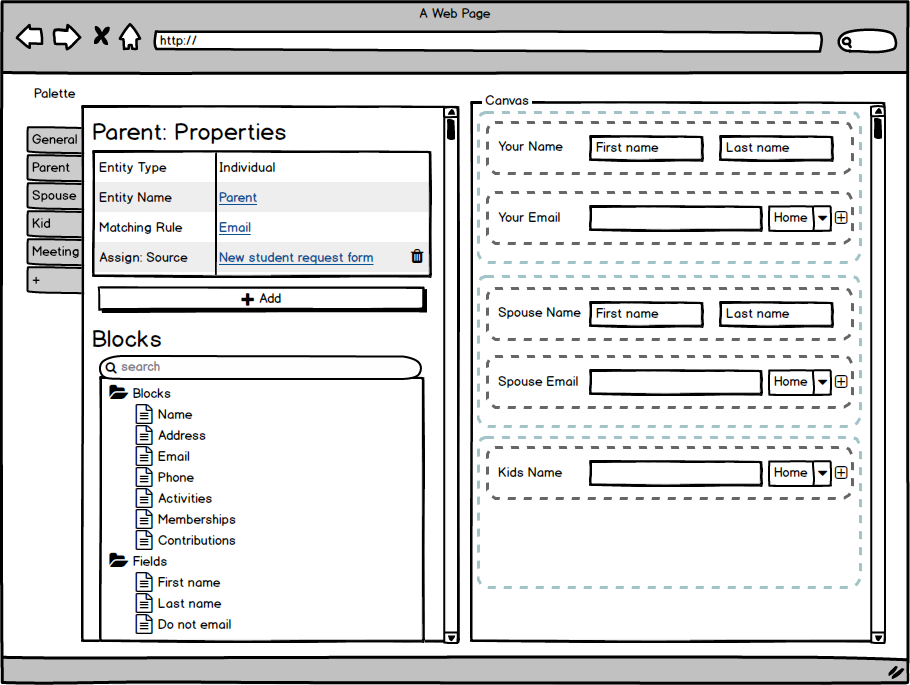 A Web Page
http://
Palette
General
Parent
Spouse
Kid
Meeting
+
Parent: Properties
Entity Type Individual
Entity Name Parent
Matching Rule Email
Assign: Source New student request form
Add
Blocks
search
Blocks
Name
Address
Email
Phone
Activities
Memberships
Contributions
Fields
First name
Last name
Do not email
Canvas
Your Name First name Last name
Your Email Home
Spouse Name First name Last name
Spouse Email Home
Kids Name Home